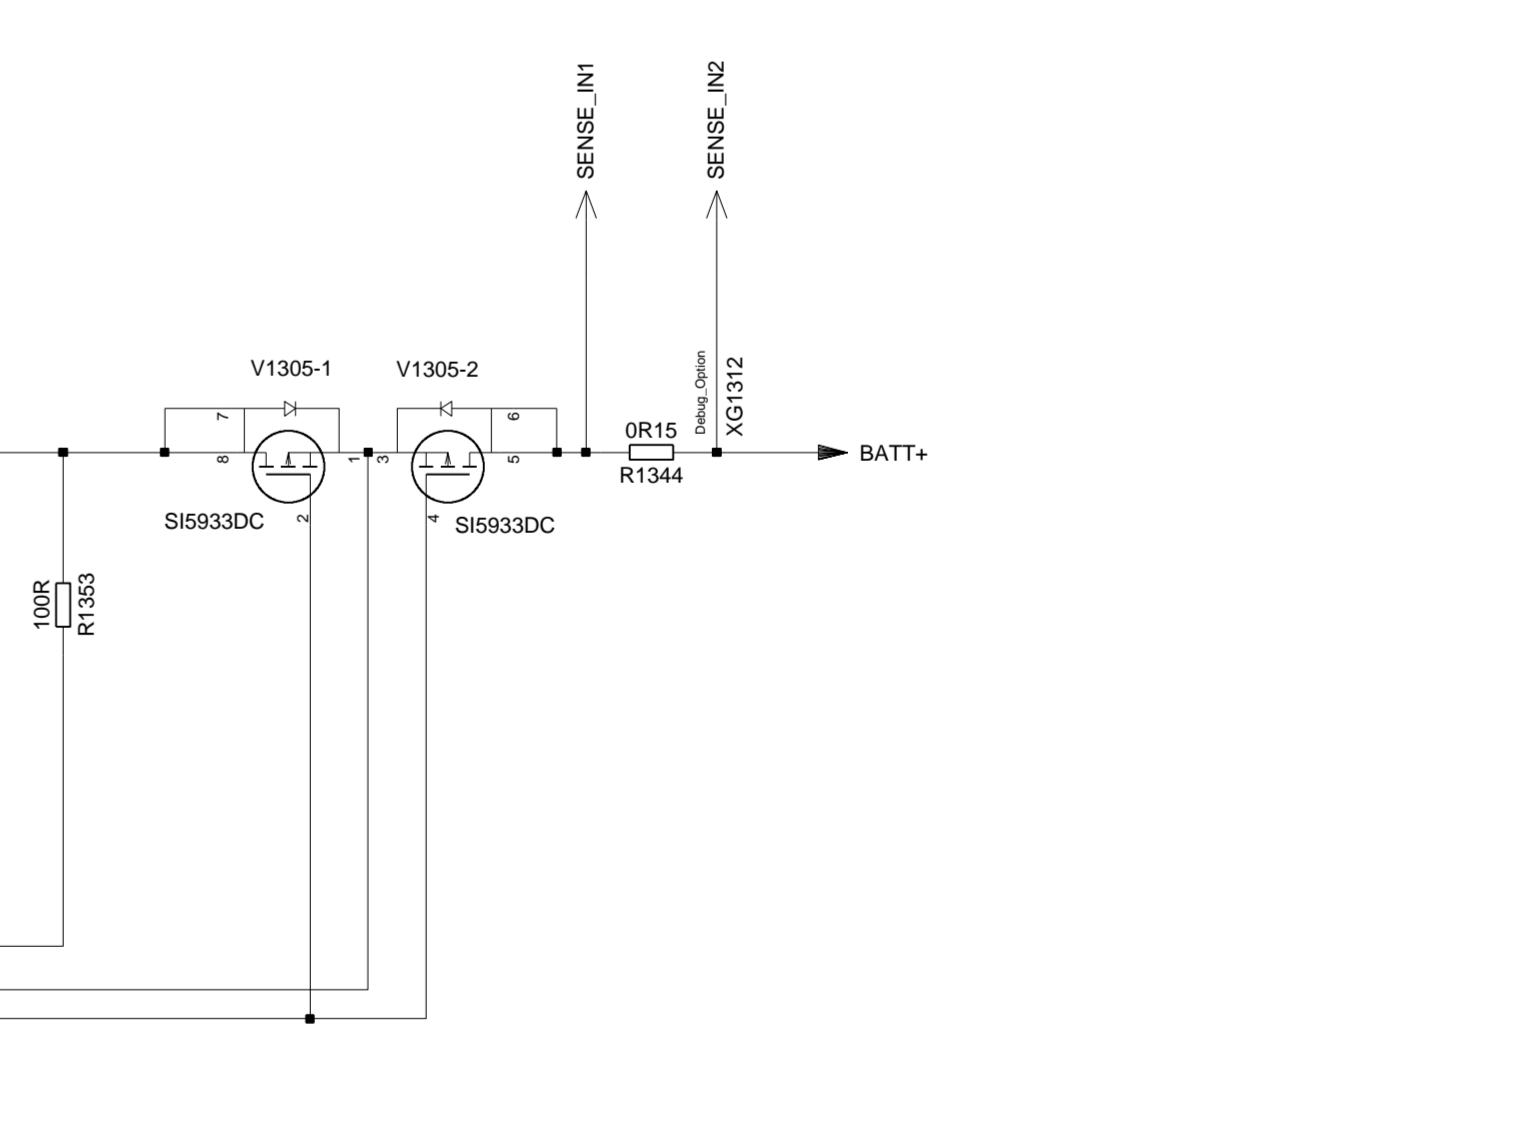 SENSE_IN1
SENSE_IN2
Debug_Option
XG1312
V1305-1
V1305-2
7
6
0R15
8
1
3
5
BATT+
R1344
2
4
SI5933DC
SI5933DC
100R
R1353